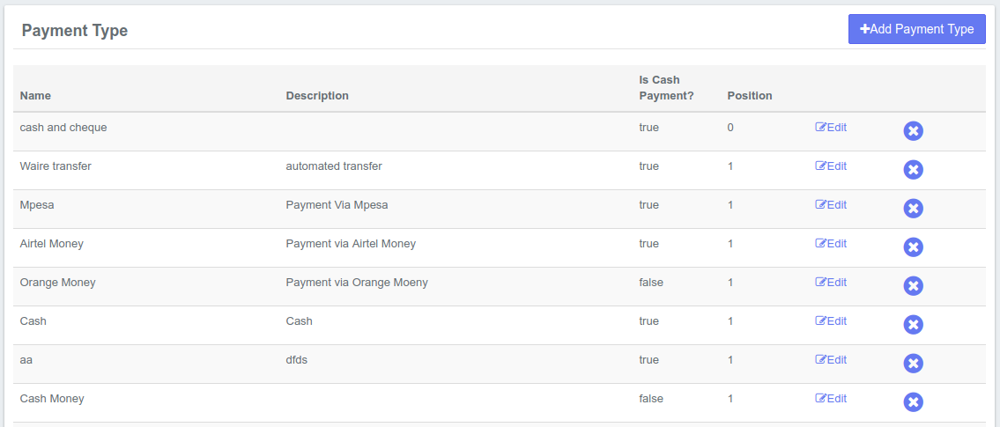 Payment Type
Add Payment Type
Name Description Is Cash Payment? Position
cash and cheque true 0 Edit
Waire transfer automated transfer true 1 Edit
Mpesa Payment Via Mpesa true 1 Edit
Airtel Money Payment via Airtel Money true 1 Edit
Orange Money Payment via Orange Moeny false 1 Edit
Cash Cash true 1 Edit
aa dfds true 1 Edit
Cash Money false 1 Edit